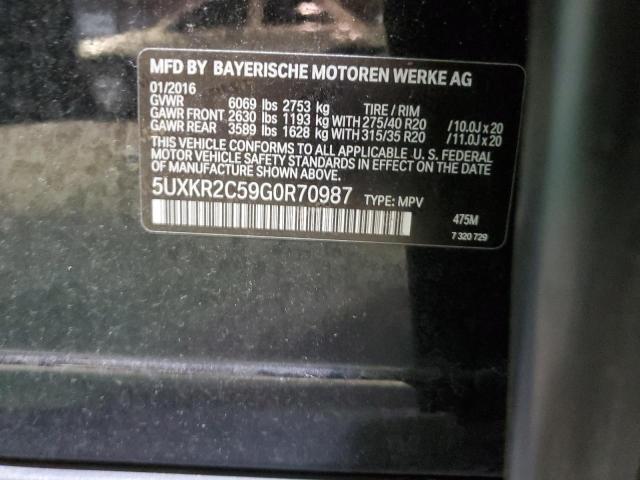 MFD BY BAYERISCHE MOTOREN WERKE AG
01/2016
GVWR 6069 lbs 2753 kg TIRE / RIM
GAWR FRONT 2630 lbs 1193 kg WITH 275/40 R20 /10.0J x 20
GAWR REAR 3589 lbs 1628 kg WITH 315/35 R20 /11.0J x 20
THIS VEHICLE CONFORMS TO ALL APPLICABLE U.S. FEDERAL
MOTOR VEHICLE SAFETY STANDARDS IN EFFECT ON THE DATE
OF MANUFACTURE SHOWN ABOVE.
5UXKR2C59G0R70987 TYPE: MPV
475M
7 320 729